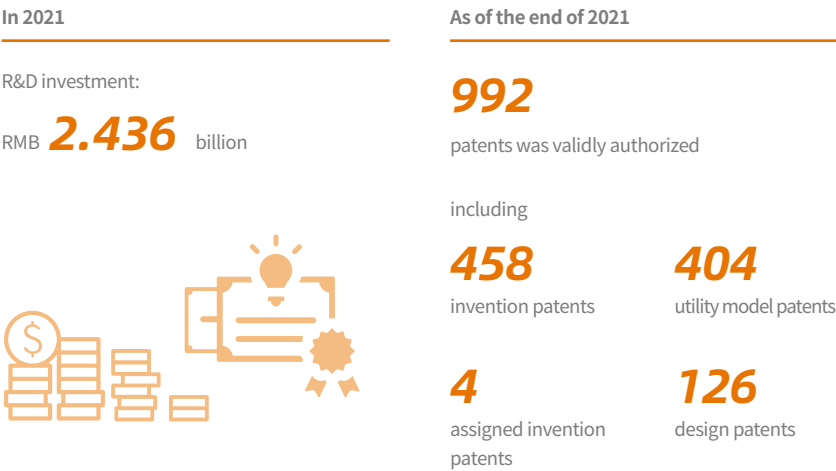 In 2021
R&D investment:
RMB 2.436 billion
$
As of the end of 2021
992
patents was validly authorized
including
458
invention patents
404
utility model patents
4
assigned invention
patents
126
design patents